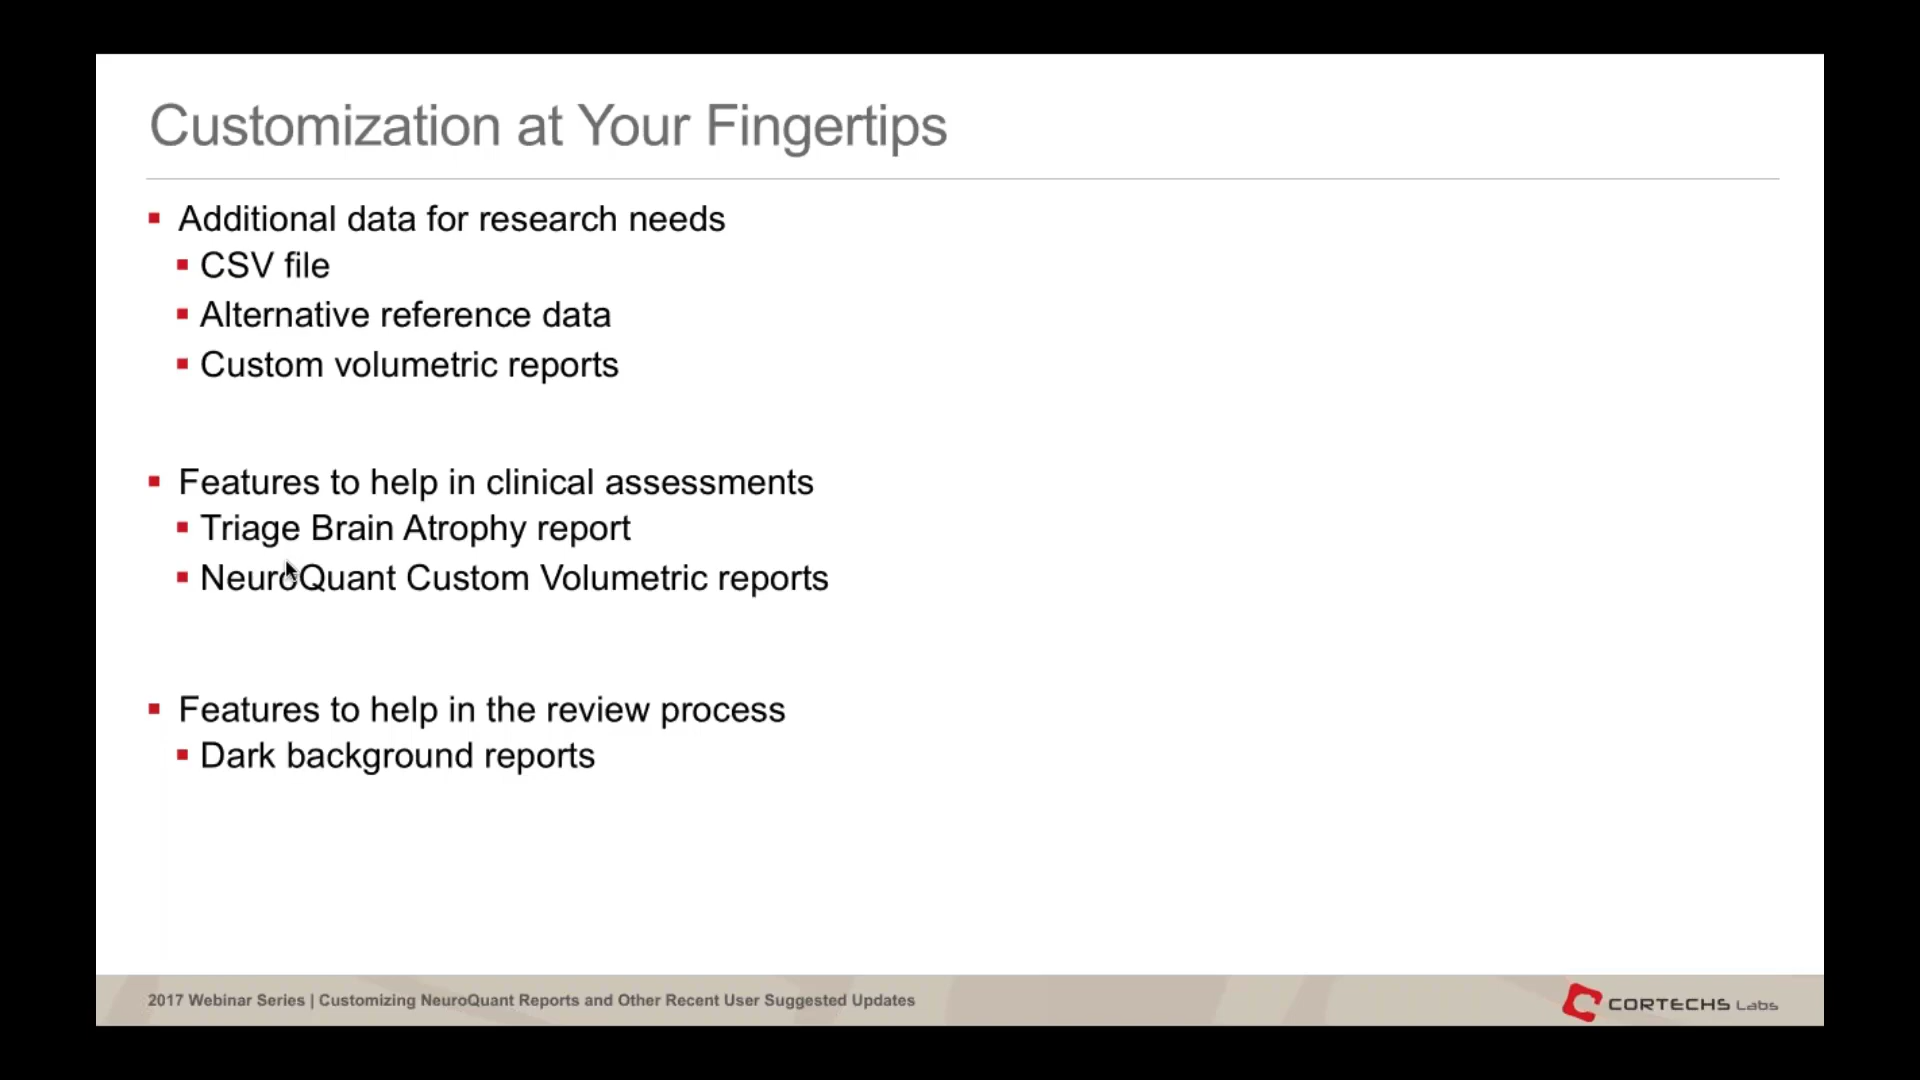 Customization at Your Fingertips
Additional data for research needs
CSV file
Alternative reference data
Custom volumetric reports
Features to help in clinical assessments
Triage Brain Atrophy report
NeuroQuant Custom Volumetric reports
Features to help in the review process
Dark background reports
2017 Webinar Series | Customizing NeuroQuant Reports and Other Recent User Suggested Updates
CORTECHS Labs